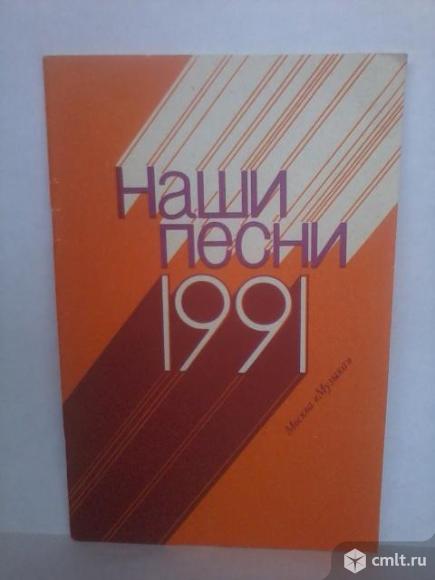 Наши
песни
1991
Москва «Музыка»
cmlt.ru